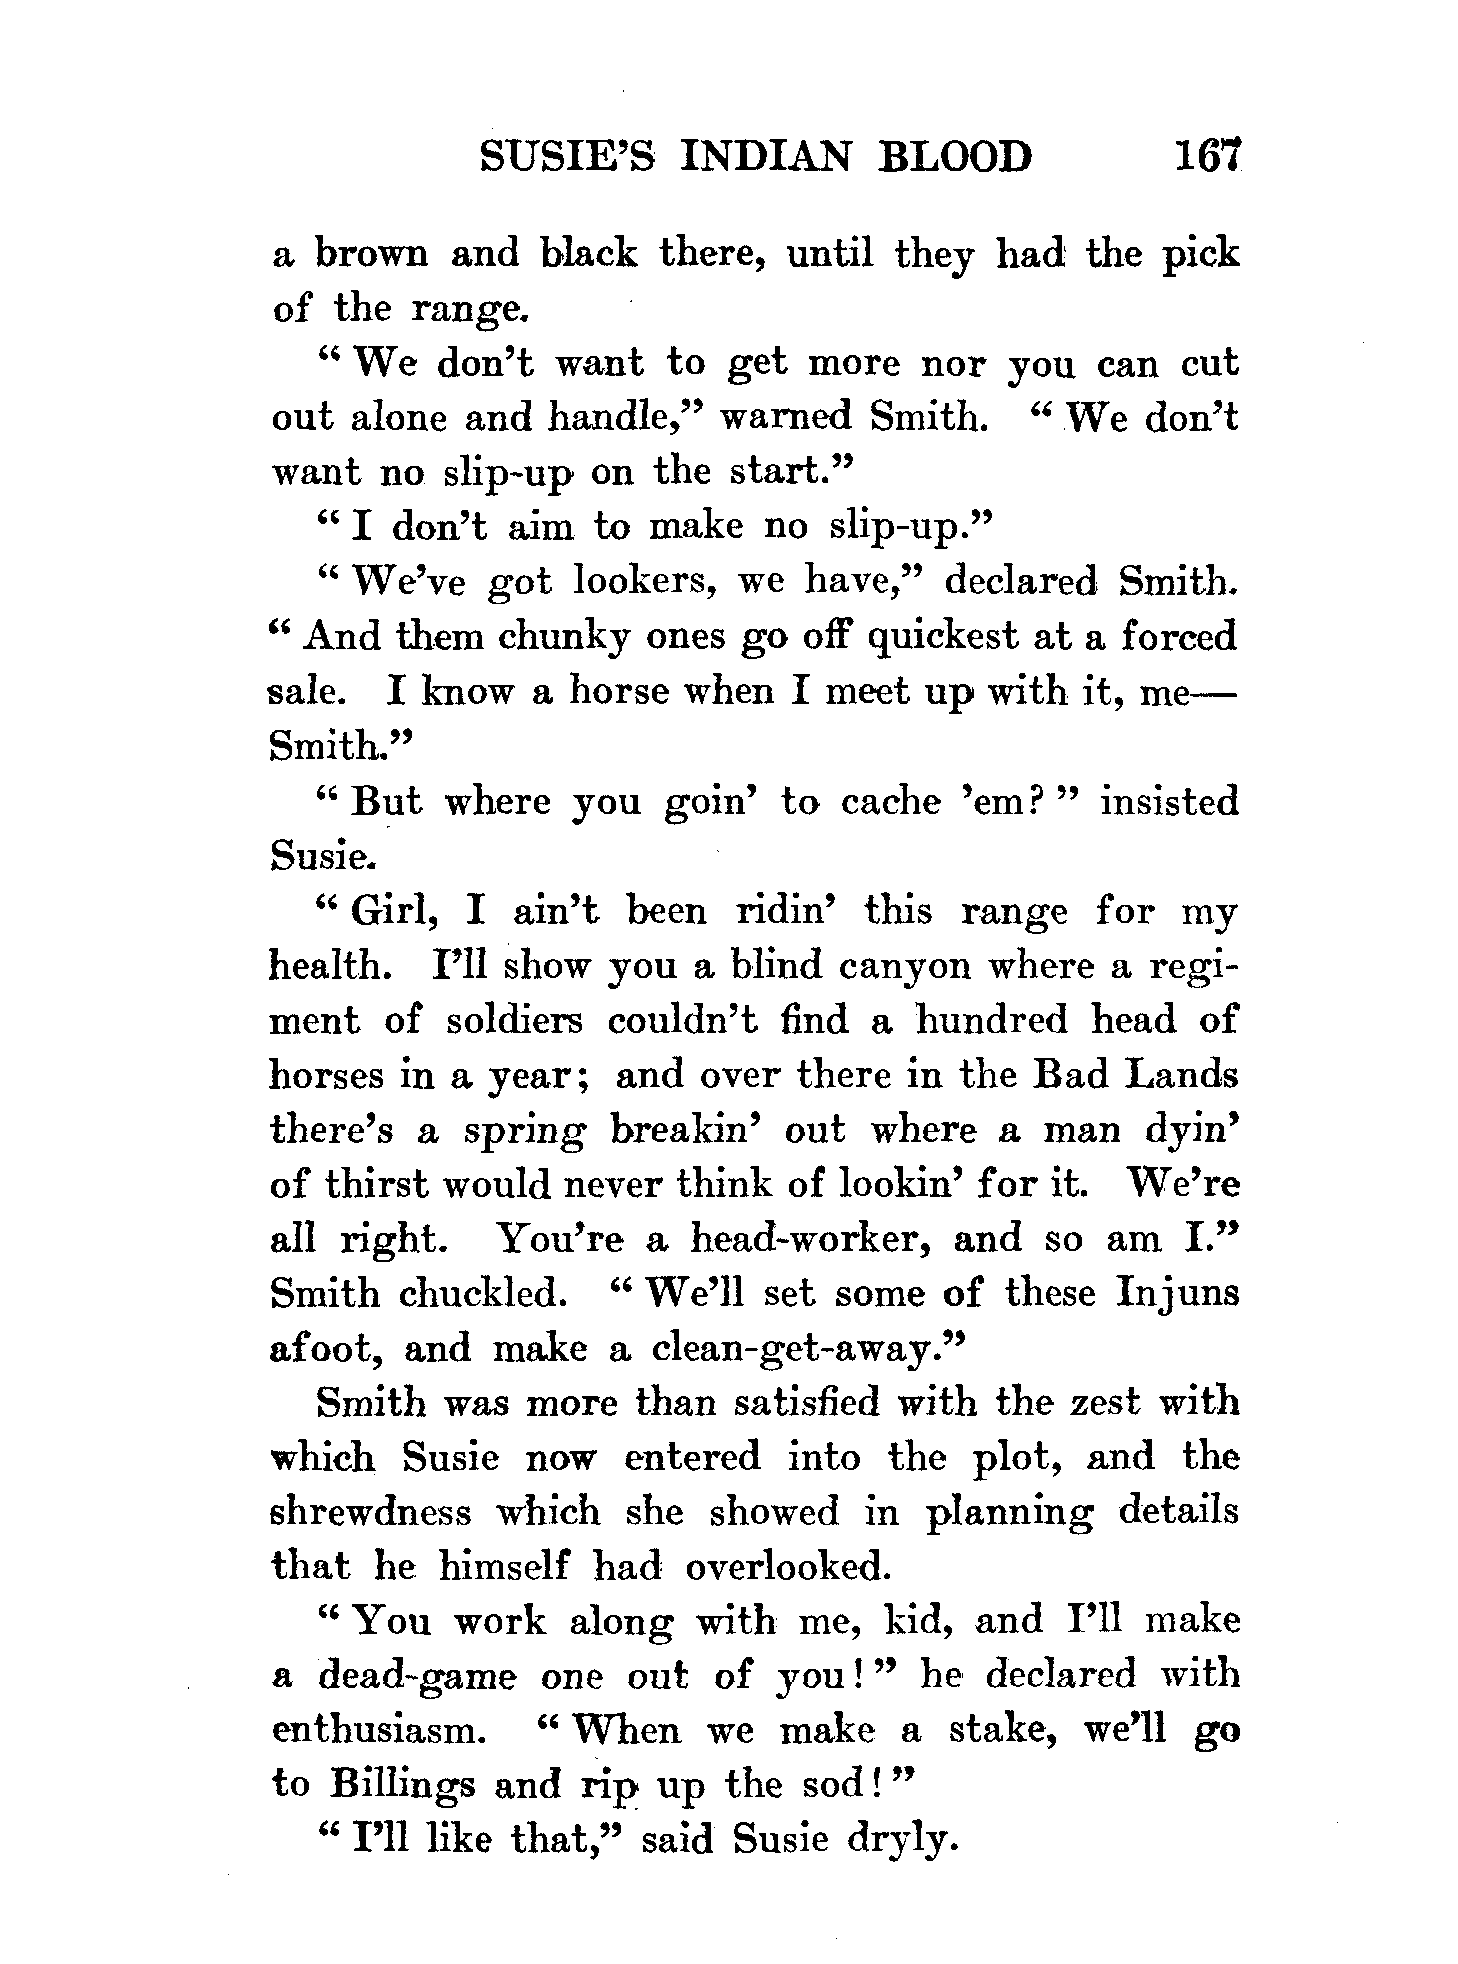 SUSIE'S INDIAN BLOOD 167
a brown and black there, until they had the pick
of the range.
“ We don't want to get more nor you can cut
out alone and handle,” warned Smith. “ We don't
want no slip-up on the start.”
“ I don't aim to make no slip-up.”
“ We've got lookers, we have,” declared Smith.
“ And them chunky ones go off quickest at a forced
sale. I know a horse when I meet up with it, me—
Smith.”
“ But where you goin' to cache 'em? ” insisted
Susie.
“ Girl, I ain't been ridin' this range for my
health. I'll show you a blind canyon where a regi-
ment of soldiers couldn't find a hundred head of
horses in a year; and over there in the Bad Lands
there's a spring breakin' out where a man dyin'
of thirst would never think of lookin' for it. We're
all right. You're a head-worker, and so am I.”
Smith chuckled. “ We'll set some of these Injuns
afoot, and make a clean-get-away.”
Smith was more than satisfied with the zest with
which Susie now entered into the plot, and the
shrewdness which she showed in planning details
that he himself had overlooked.
“ You work along with me, kid, and I'll make
a dead-game one out of you! ” he declared with
enthusiasm. “ When we make a stake, we'll go
to Billings and rip up the sod! ”
“ I'll like that,” said Susie dryly.